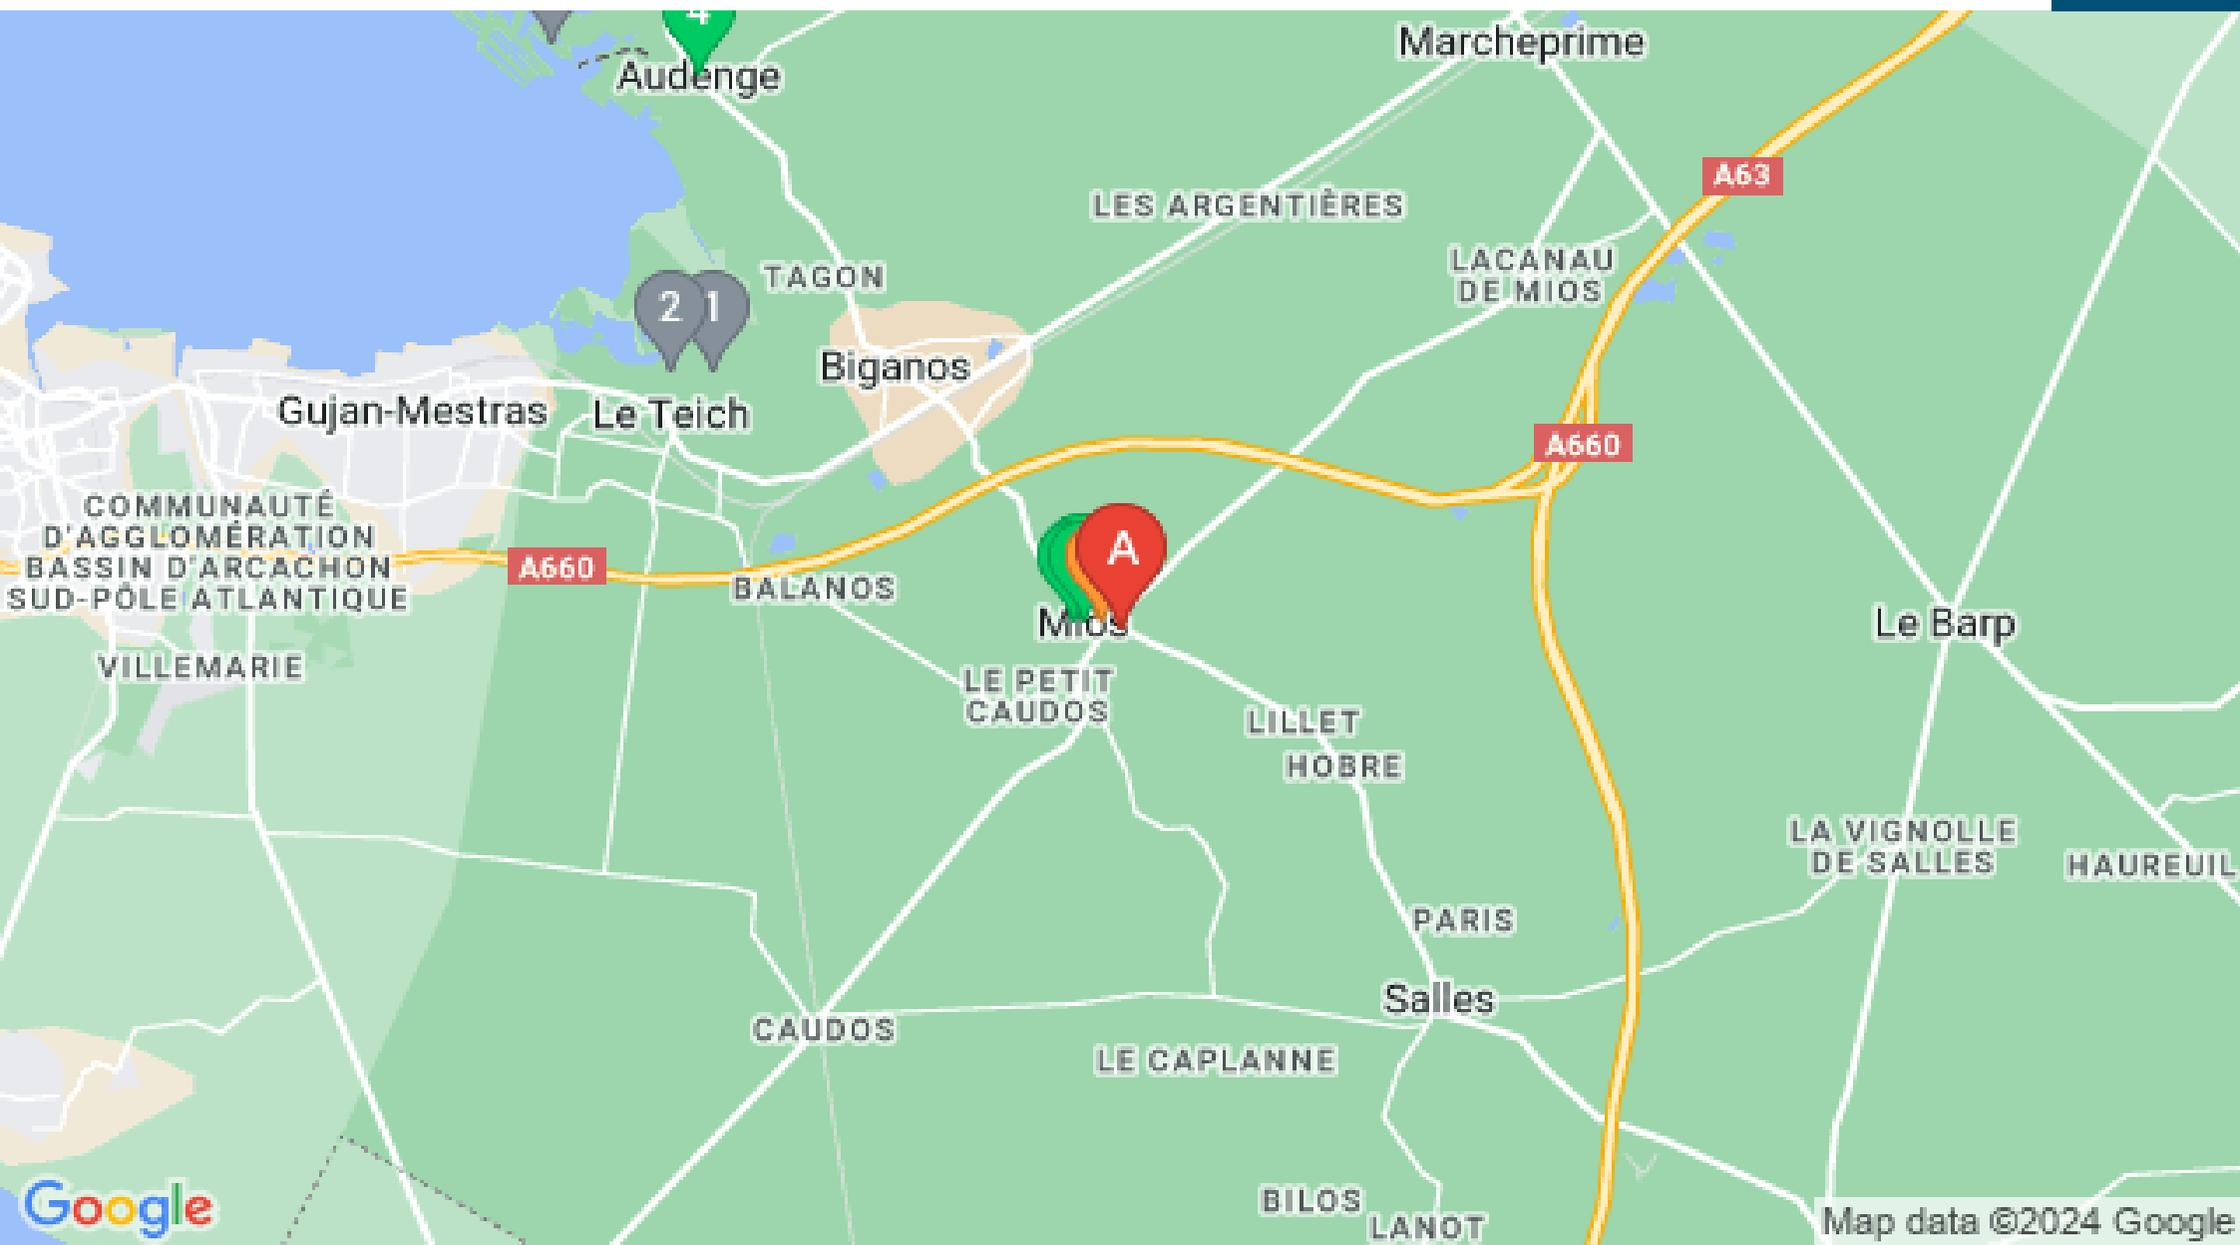 4
Audenge
Marcheprime
A63
LES ARGENTIÈRES
LACANAU
DE MIOS
TAGON
2
1
Biganos
Gujan-Mestras
Le Teich
A660
COMMUNAUTÉ
D'AGGLOMÉRATION
BASSIN D'ARCACHON
SUD-PÔLE ATLANTIQUE
A660
BALANOS
A
Mios
Le Barp
VILLEMARIE
LE PETIT
CAUDOS
LILLET
HOBRE
LA VIGNOLLE
DE SALLES
HAUREUIL
PARIS
Salles
CAUDOS
LE CAPLANNE
BILOS
LANOT
Google
Map data ©2024 Google